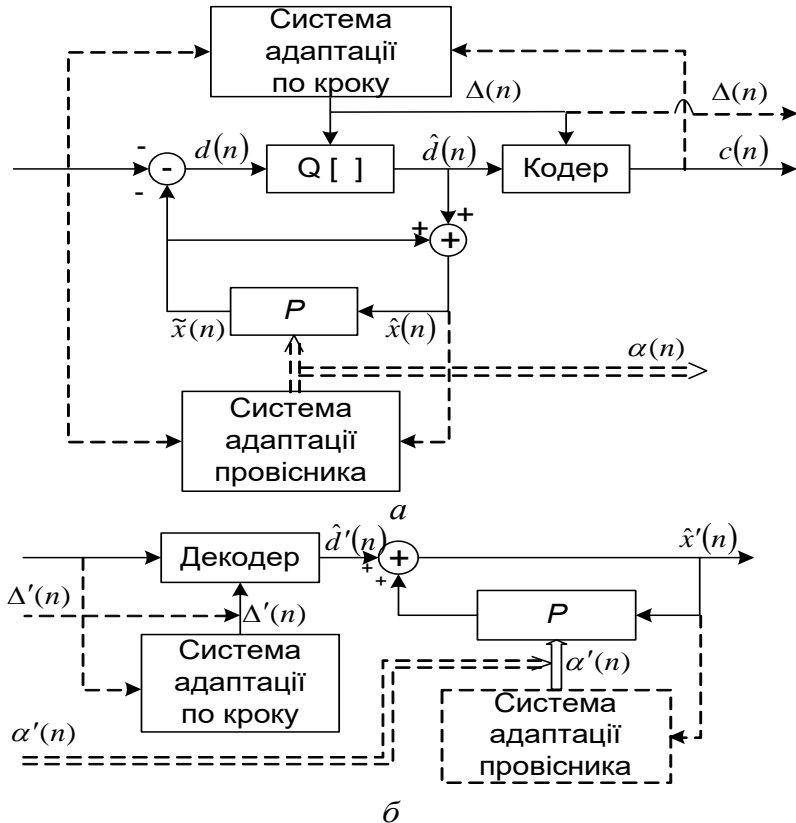 Система
адаптації
по кроку
Δ(n)
Δ(n)
-
-
-
d(n)
Q [ ]
d̂(n)
Кодер
c(n)
+
+
+
x̃(n)
P
x̂(n)
α(n)
Система
адаптації
провісника
а
Декодер
d̂'(n)
+
+
+
x̂'(n)
Δ'(n)
Δ'(n)
P
Система
адаптації
по кроку
α'(n)
Система
адаптації
провісника
α'(n)
б